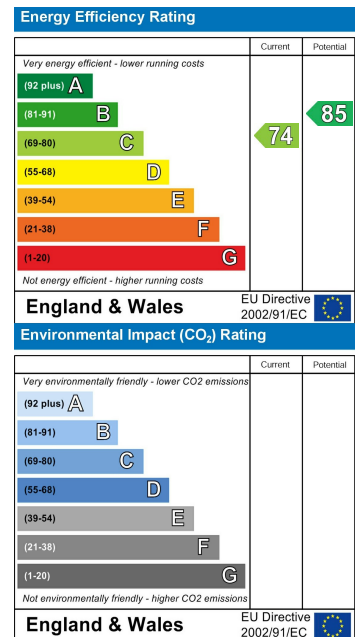 Energy Efficiency Rating
Current Potential
Very energy efficient - lower running costs
(92 plus) A
(81-91) B
(69-80) C
(55-68) D
(39-54) E
(21-38) F
(1-20) G
74
85
Not energy efficient - higher running costs
England & Wales
EU Directive
2002/91/EC
Environmental Impact (CO₂) Rating
Current Potential
Very environmentally friendly - lower CO2 emissions
(92 plus) A
(81-91) B
(69-80) C
(55-68) D
(39-54) E
(21-38) F
(1-20) G
Not environmentally friendly - higher CO2 emissions
England & Wales
EU Directive
2002/91/EC